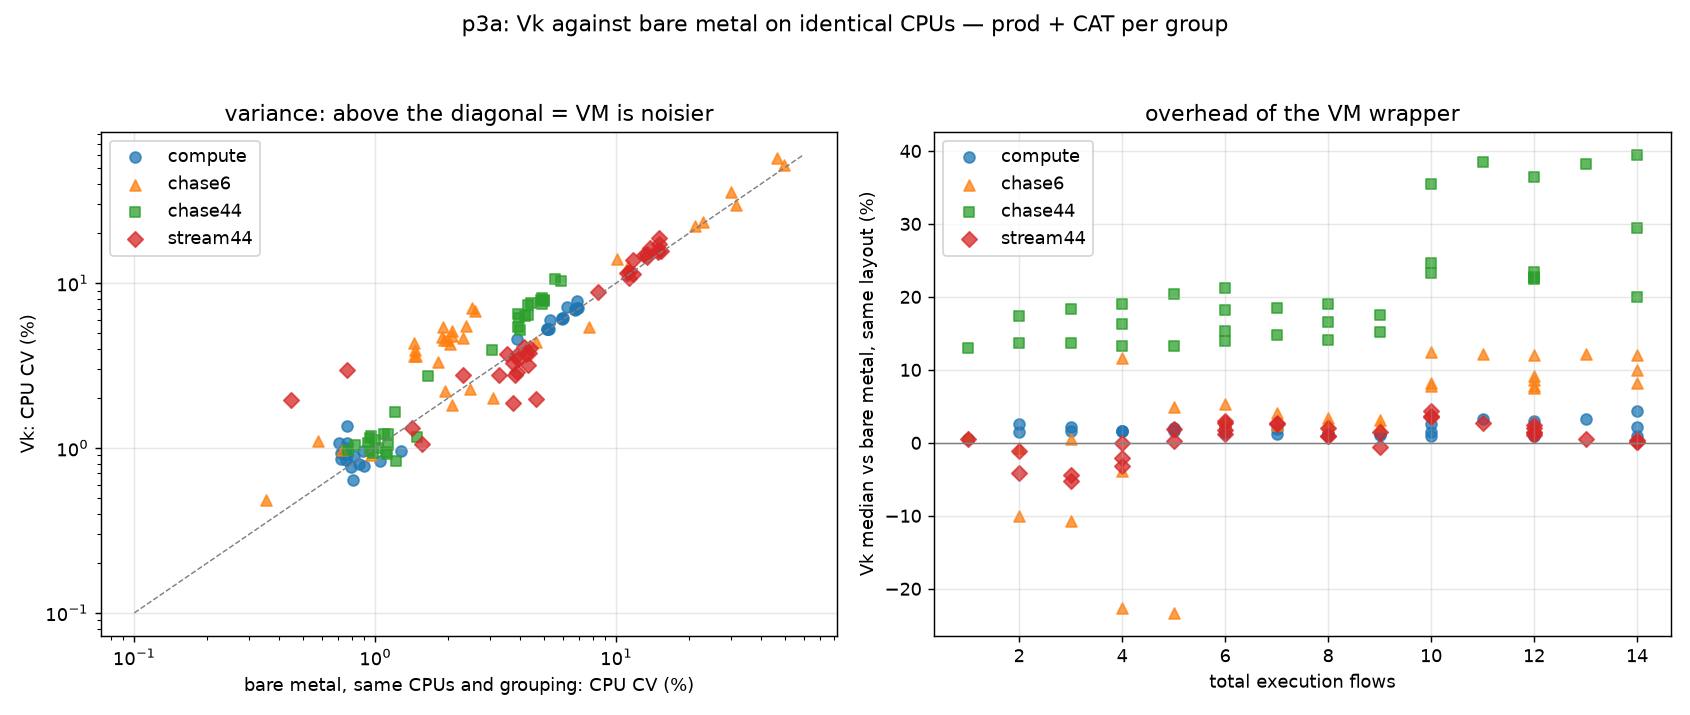 p3a: Vk against bare metal on identical CPUs — prod + CAT per group
variance: above the diagonal = VM is noisier
compute
chase6
chase44
stream44
10¹
10⁰
10⁻¹
Vk: CPU CV (%)
10⁻¹
10⁰
10¹
bare metal, same CPUs and grouping: CPU CV (%)
overhead of the VM wrapper
compute
chase6
chase44
stream44
40
30
20
10
0
−10
−20
Vk median vs bare metal, same layout (%)
2
4
6
8
10
12
14
total execution flows